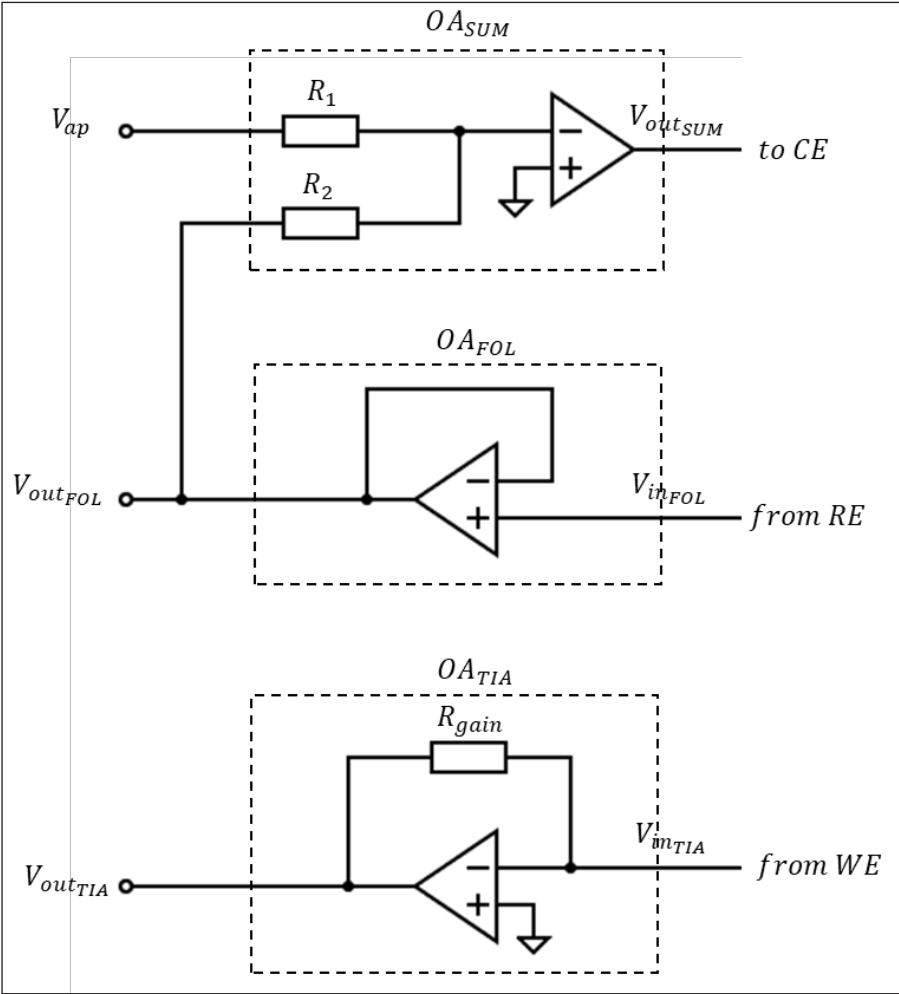 OA_SUM
R_1
V_ap
V_out_SUM
−
to CE
+
R_2
OA_FOL
V_out_FOL
−
V_in_FOL
+
from RE
OA_TIA
R_gain
V_in_TIA
−
from WE
V_out_TIA
+